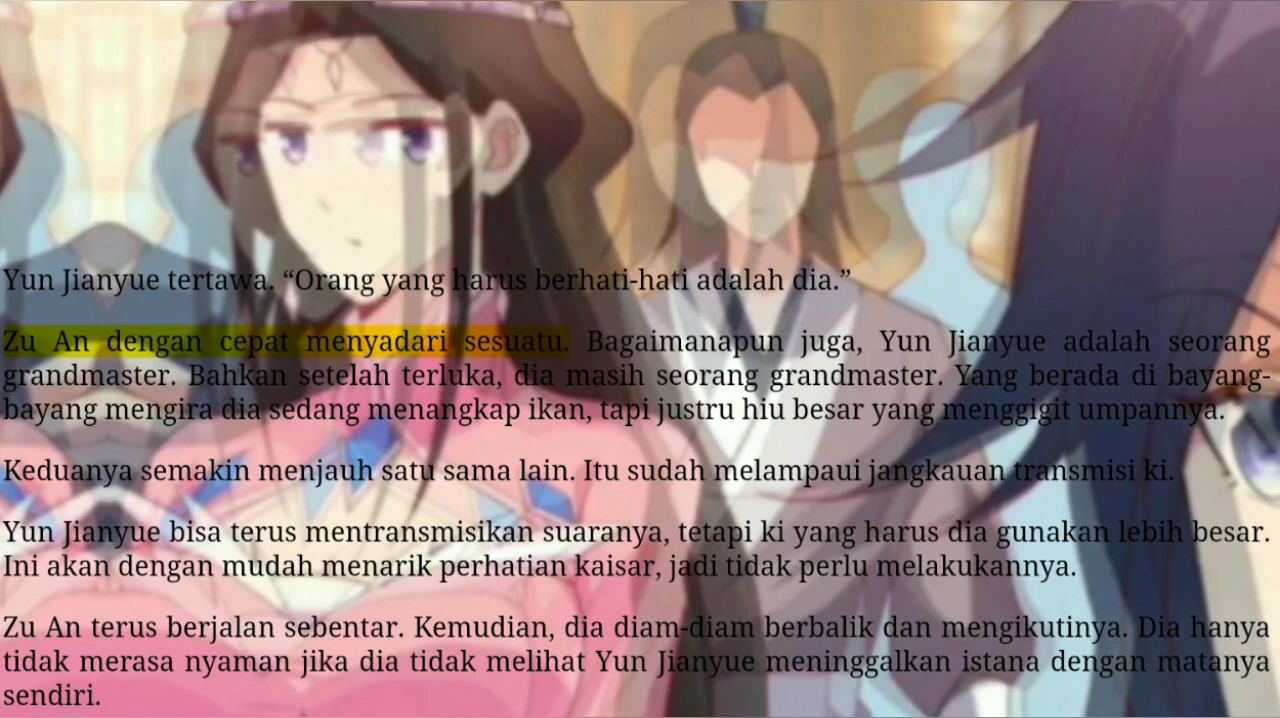 Yun Jianyue tertawa. “Orang yang harus berhati-hati adalah dia.”
Zu An dengan cepat menyadari sesuatu. Bagaimanapun juga, Yun Jianyue adalah seorang
grandmaster. Bahkan setelah terluka, dia masih seorang grandmaster. Yang berada di bayang-
bayang mengira dia sedang menangkap ikan, tapi justru hiu besar yang menggigit umpannya.
Keduanya semakin menjauh satu sama lain. Itu sudah melampaui jangkauan transmisi ki.
Yun Jianyue bisa terus mentransmisikan suaranya, tetapi ki yang harus dia gunakan lebih besar.
Ini akan dengan mudah menarik perhatian kaisar, jadi tidak perlu melakukannya.
Zu An terus berjalan sebentar. Kemudian, dia diam-diam berbalik dan mengikutinya. Dia hanya
tidak merasa nyaman jika dia tidak melihat Yun Jianyue meninggalkan istana dengan matanya
sendiri.